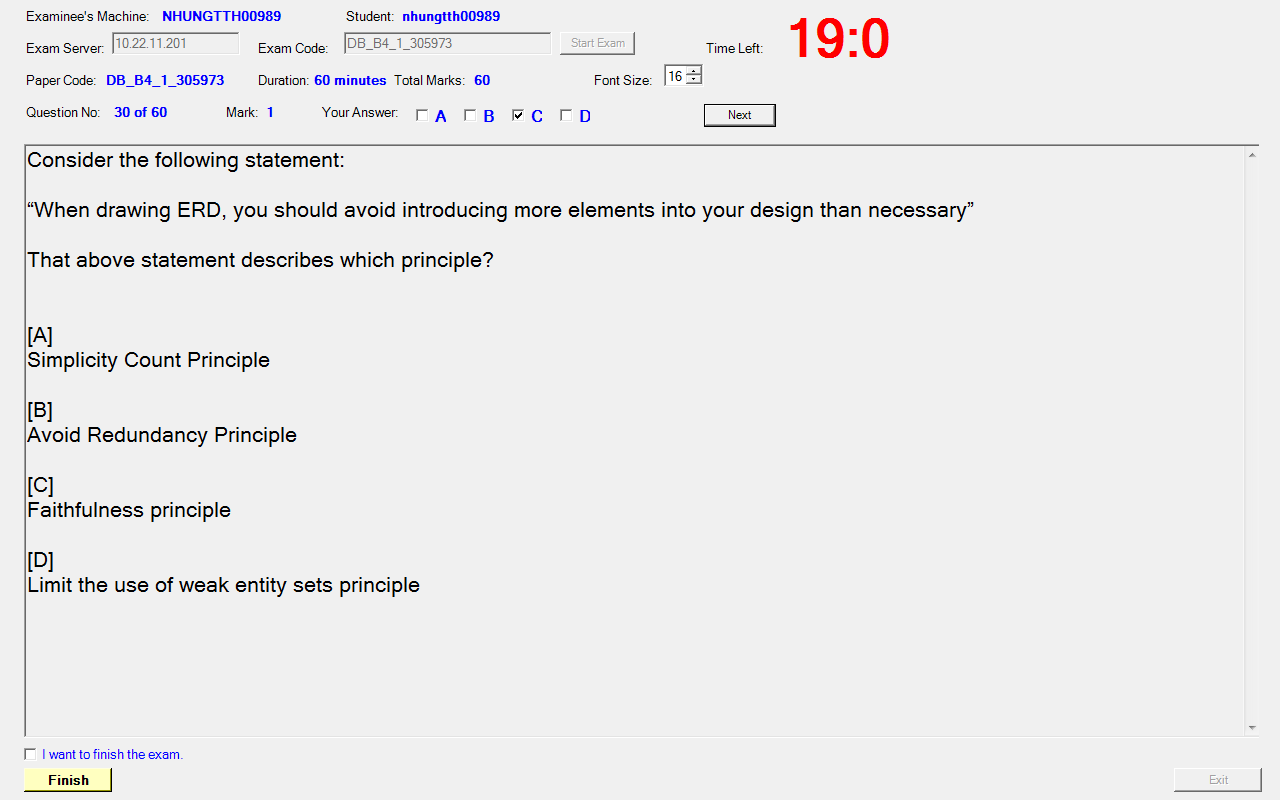 Examinee's Machine: NHUNGTTH00989 Student: nhungtth00989
Exam Server: 10.22.11.201 Exam Code: DB_B4_1_305973 Start Exam Time Left: 19:0
Paper Code: DB_B4_1_305973 Duration: 60 minutes Total Marks: 60 Font Size: 16
Question No: 30 of 60 Mark: 1 Your Answer: A B C D Next
Consider the following statement:
“When drawing ERD, you should avoid introducing more elements into your design than necessary”
That above statement describes which principle?
[A]
Simplicity Count Principle
[B]
Avoid Redundancy Principle
[C]
Faithfulness principle
[D]
Limit the use of weak entity sets principle
I want to finish the exam.
Finish Exit